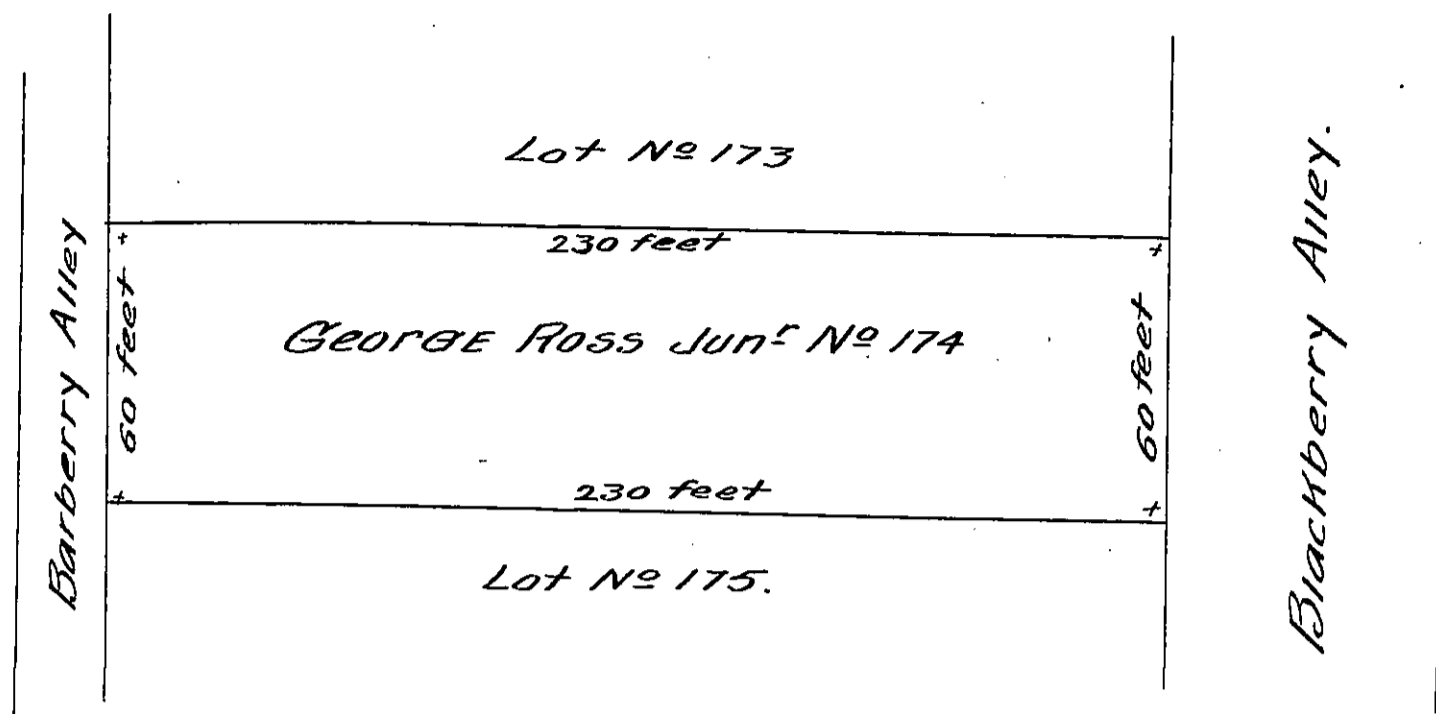 Lot Nº 173
230 feet
Barberry Alley
60 feet
George Ross Junr Nº 174
60 feet
Blackberry Alley.
230 feet
Lot Nº 175.